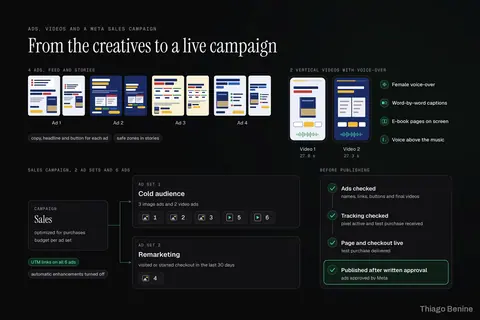 ADS, VIDEOS AND A META SALES CAMPAIGN
From the creatives to a live campaign
4 ADS, FEED AND STORIES
Ad 1
Ad 2
Ad 3
Ad 4
copy, headline and button for each ad
safe zones in stories
2 VERTICAL VIDEOS WITH VOICE-OVER
Video 1
Video 2
27.3 s
Female voice-over
Word-by-word captions
E-book pages on screen
Voice above the music
SALES CAMPAIGN, 2 AD SETS AND 6 ADS
CAMPAIGN
Sales
optimized for purchases
budget per ad set
UTM links on all 6 ads
automatic enhancements turned off
AD SET 1
Cold audience
3 image ads and 2 video ads
1
2
3
5
6
AD SET 2
Remarketing
visited or started checkout in the last 30 days
4
BEFORE PUBLISHING
Ads checked
names, links, buttons and final videos
Tracking checked
pixel active and test purchase received
Page and checkout live
test purchase delivered
Published after written approval
ads approved by Meta
Thiago Benine